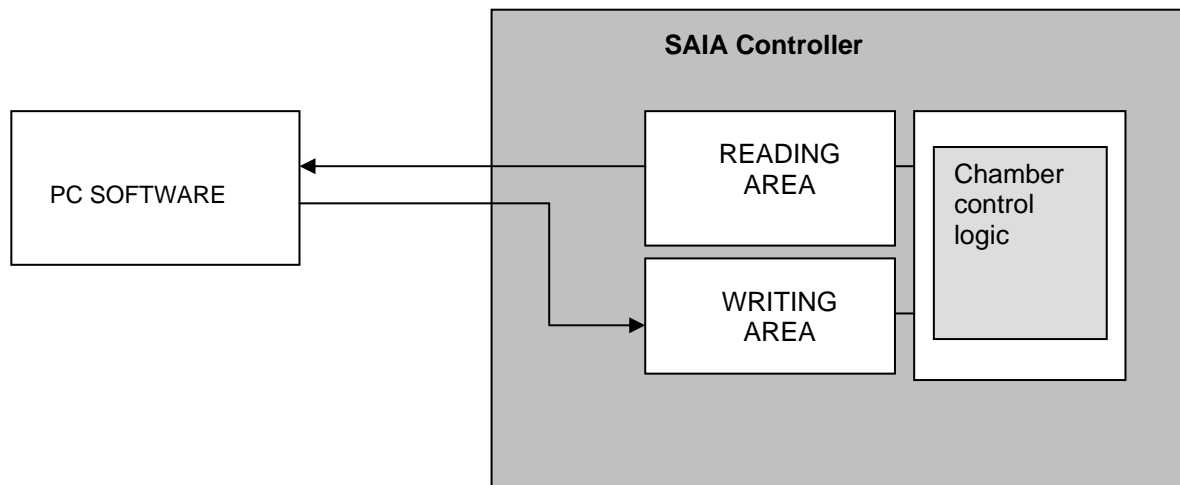 SAIA Controller
PC SOFTWARE
READING
AREA
Chamber
control
logic
WRITING
AREA